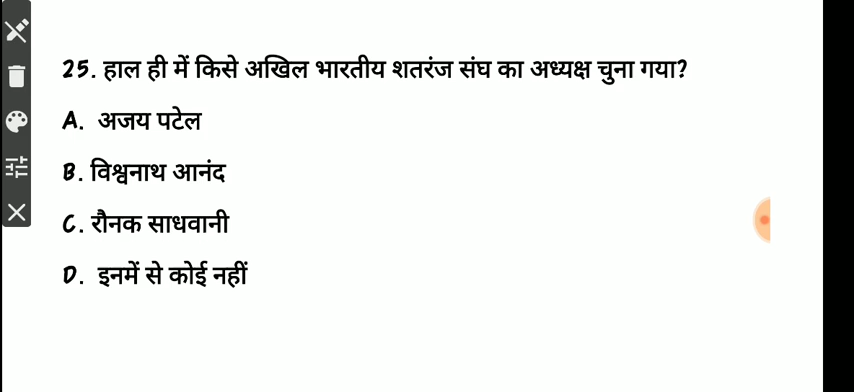 25. हाल ही में किसे अखिल भारतीय शतरंज संघ का अध्यक्ष चुना गया?
A. अजय पटेल
B. विश्वनाथ आनंद
C. रौनक साधवानी
D. इनमें से कोई नहीं